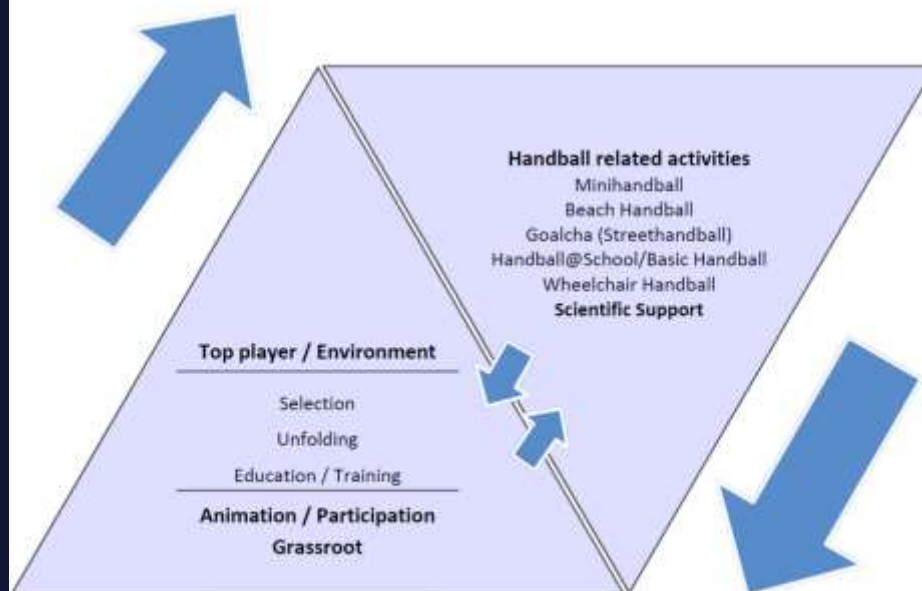 Handball related activities
Minihandball
Beach Handball
Goalcha (Streethandball)
Handball@School/Basic Handball
Wheelchair Handball
Scientific Support
Top player / Environment
Selection
Unfolding
Education / Training
Animation / Participation
Grassroot